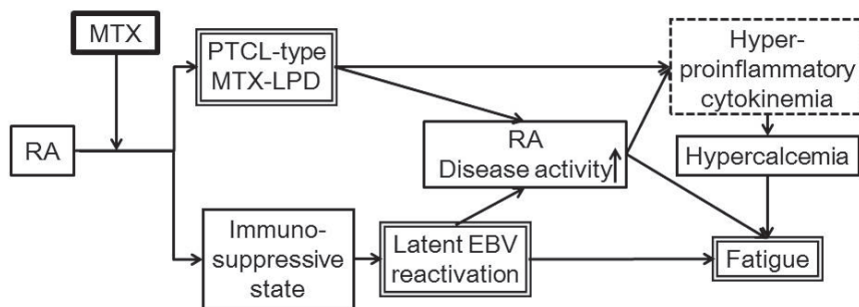 MTX
PTCL-type
MTX-LPD
Hyper-
proinflammatory
cytokinemia
RA
RA
Disease activity↑
Hypercalcemia
Immuno-
suppressive
state
Latent EBV
reactivation
Fatigue